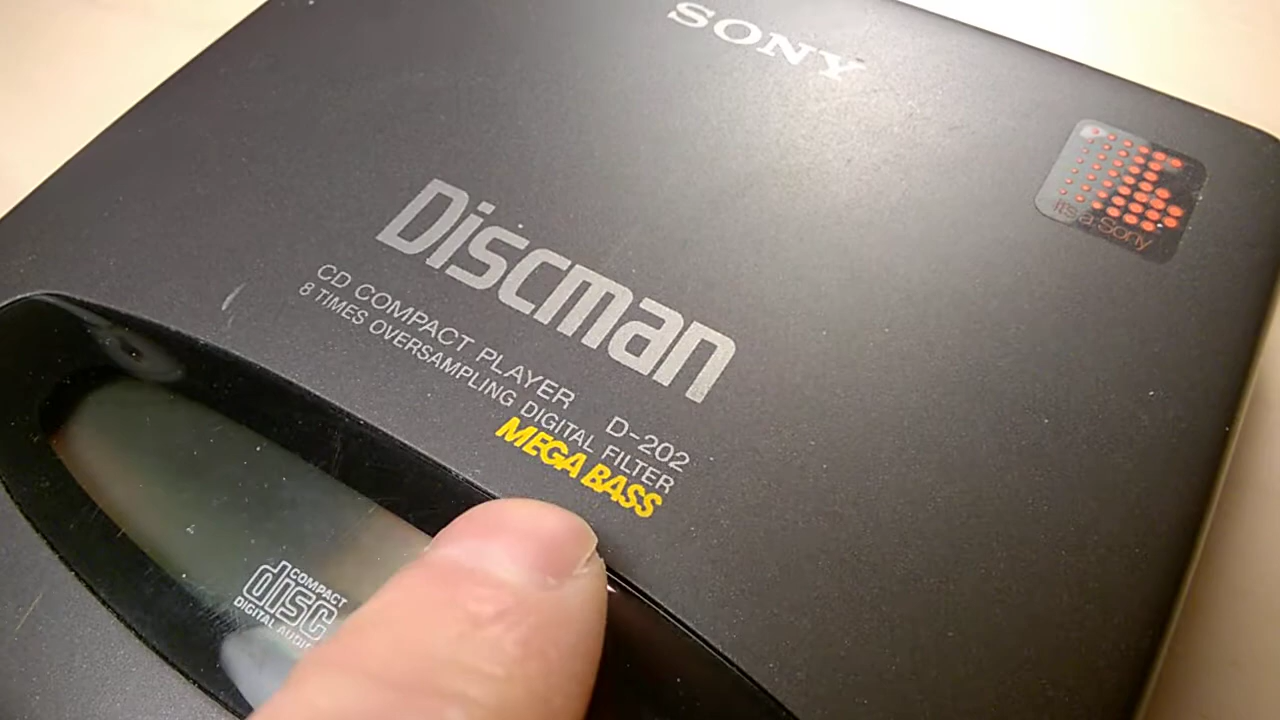 SONY
It's a Sony
Discman
CD COMPACT PLAYER D-202
8 TIMES OVERSAMPLING DIGITAL FILTER
MEGA BASS
COMPACT
disc
DIGITAL AUDIO